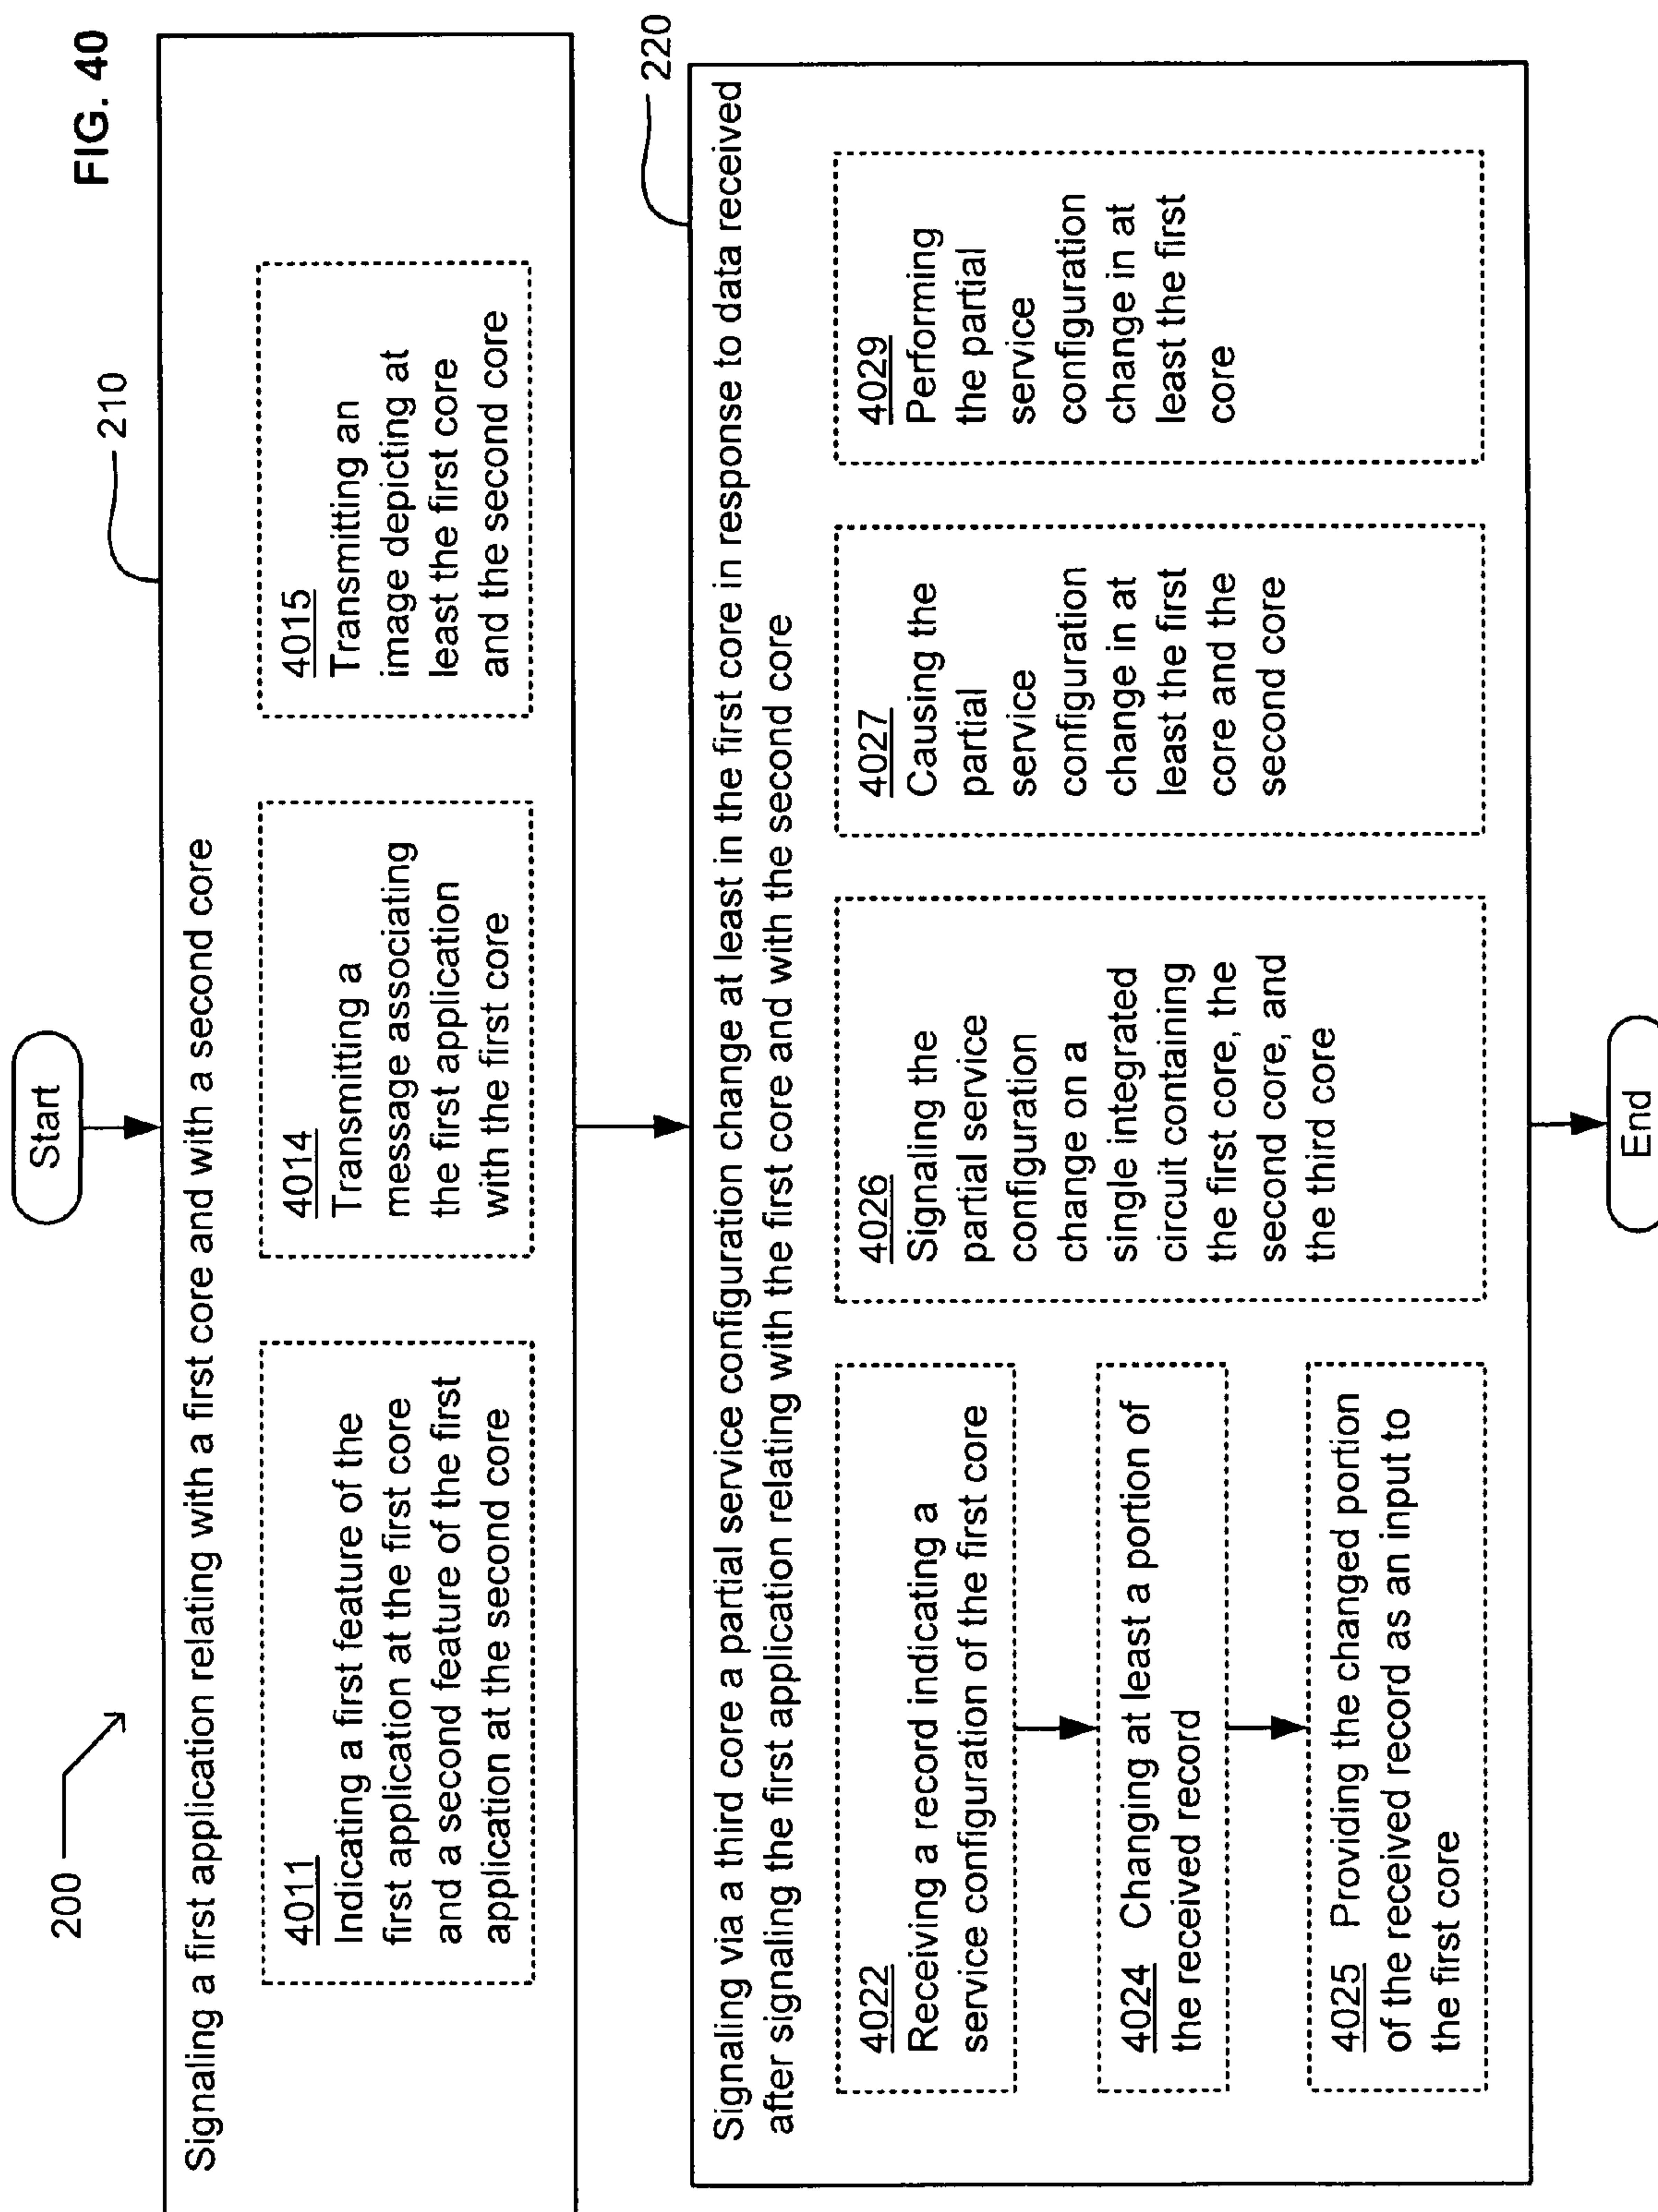 FIG. 40
200
Start
210
Signaling a first application relating with a first core and with a second core
4011
Indicating a first feature of the
first application at the first core
and a second feature of the first
application at the second core
4014
Transmitting a
message associating
the first application
with the first core
4015
Transmitting an
image depicting at
least the first core
and the second core
220
Signaling via a third core a partial service configuration change at least in the first core in response to data received
after signaling the first application relating with the first core and with the second core
4022
Receiving a record indicating a
service configuration of the first core
4024 Changing at least a portion of
the received record
4025 Providing the changed portion
of the received record as an input to
the first core
4026
Signaling the
partial service
configuration
change on a
single integrated
circuit containing
the first core, the
second core, and
the third core
4027
Causing the
partial
service
configuration
change in at
least the first
core and the
second core
4029
Performing
the partial
service
configuration
change in at
least the first
core
End